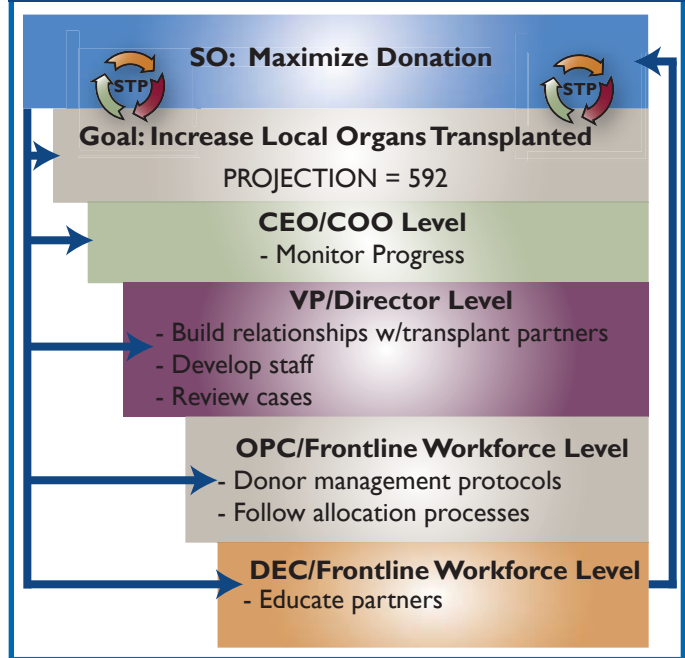 SO: Maximize Donation
STP
STP
Goal: Increase Local Organs Transplanted
PROJECTION = 592
CEO/COO Level
- Monitor Progress
VP/Director Level
- Build relationships w/transplant partners
- Develop staff
- Review cases
OPC/Frontline Workforce Level
- Donor management protocols
- Follow allocation processes
DEC/Frontline Workforce Level
- Educate partners